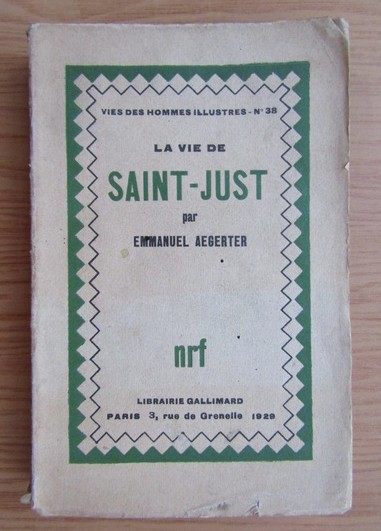 VIES DES HOMMES ILLUSTRES - N° 38
LA VIE DE
SAINT-JUST
par
EMMANUEL AEGERTER
nrf
LIBRAIRIE GALLIMARD
PARIS 3, rue de Grenelle 1929